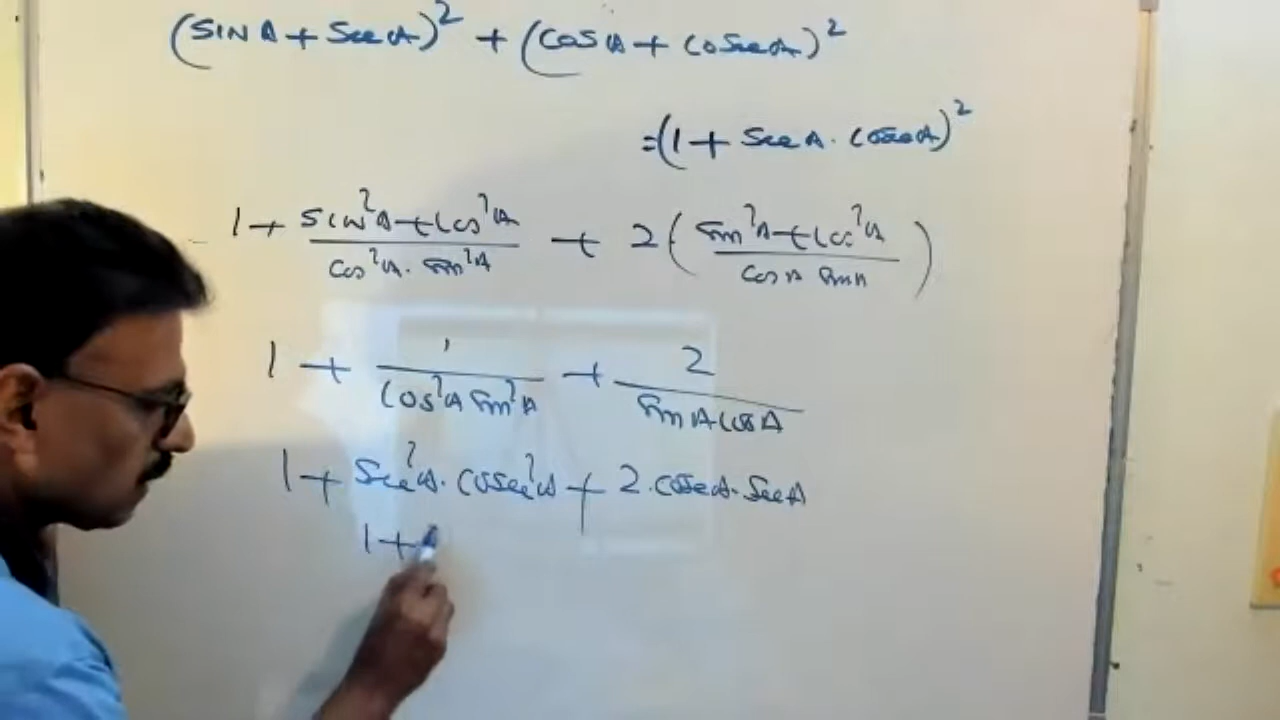 (SIN A + Sec A)² + (COS A + Cosec A)²
= (1 + Sec A . Cosec A)²
1 + Sin²A + Cos²A / Cos²A . Sin²A + 2 ( Sin²A + Cos²A / Cos A Sin A )
1 + 1 / Cos²A Sin²A + 2 / Sin A Cos A
1 + Sec²A . Cosec²A + 2 . Cosec A . Sec A
1 +